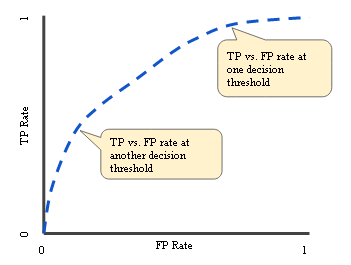 1
TP vs. FP rate at
one decision
threshold
TP Rate
TP vs. FP rate at
another decision
threshold
0
0
FP Rate
1